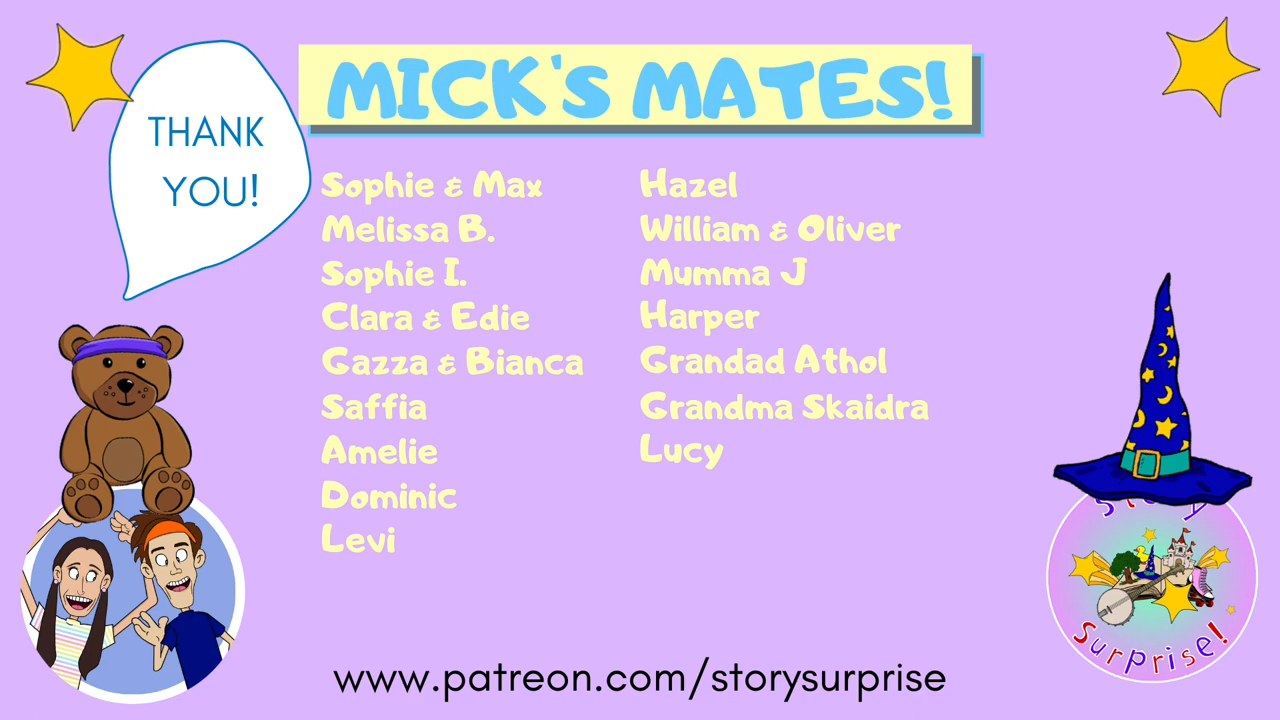 MICK'S MATES!
THANK
YOU!
Sophie & Max
Melissa B.
Sophie I.
Clara & Edie
Gazza & Bianca
Saffia
Amelie
Dominic
Levi
Hazel
William & Oliver
Mumma J
Harper
Grandad Athol
Grandma Skaidra
Lucy
Story
Surprise!
www.patreon.com/storysurprise